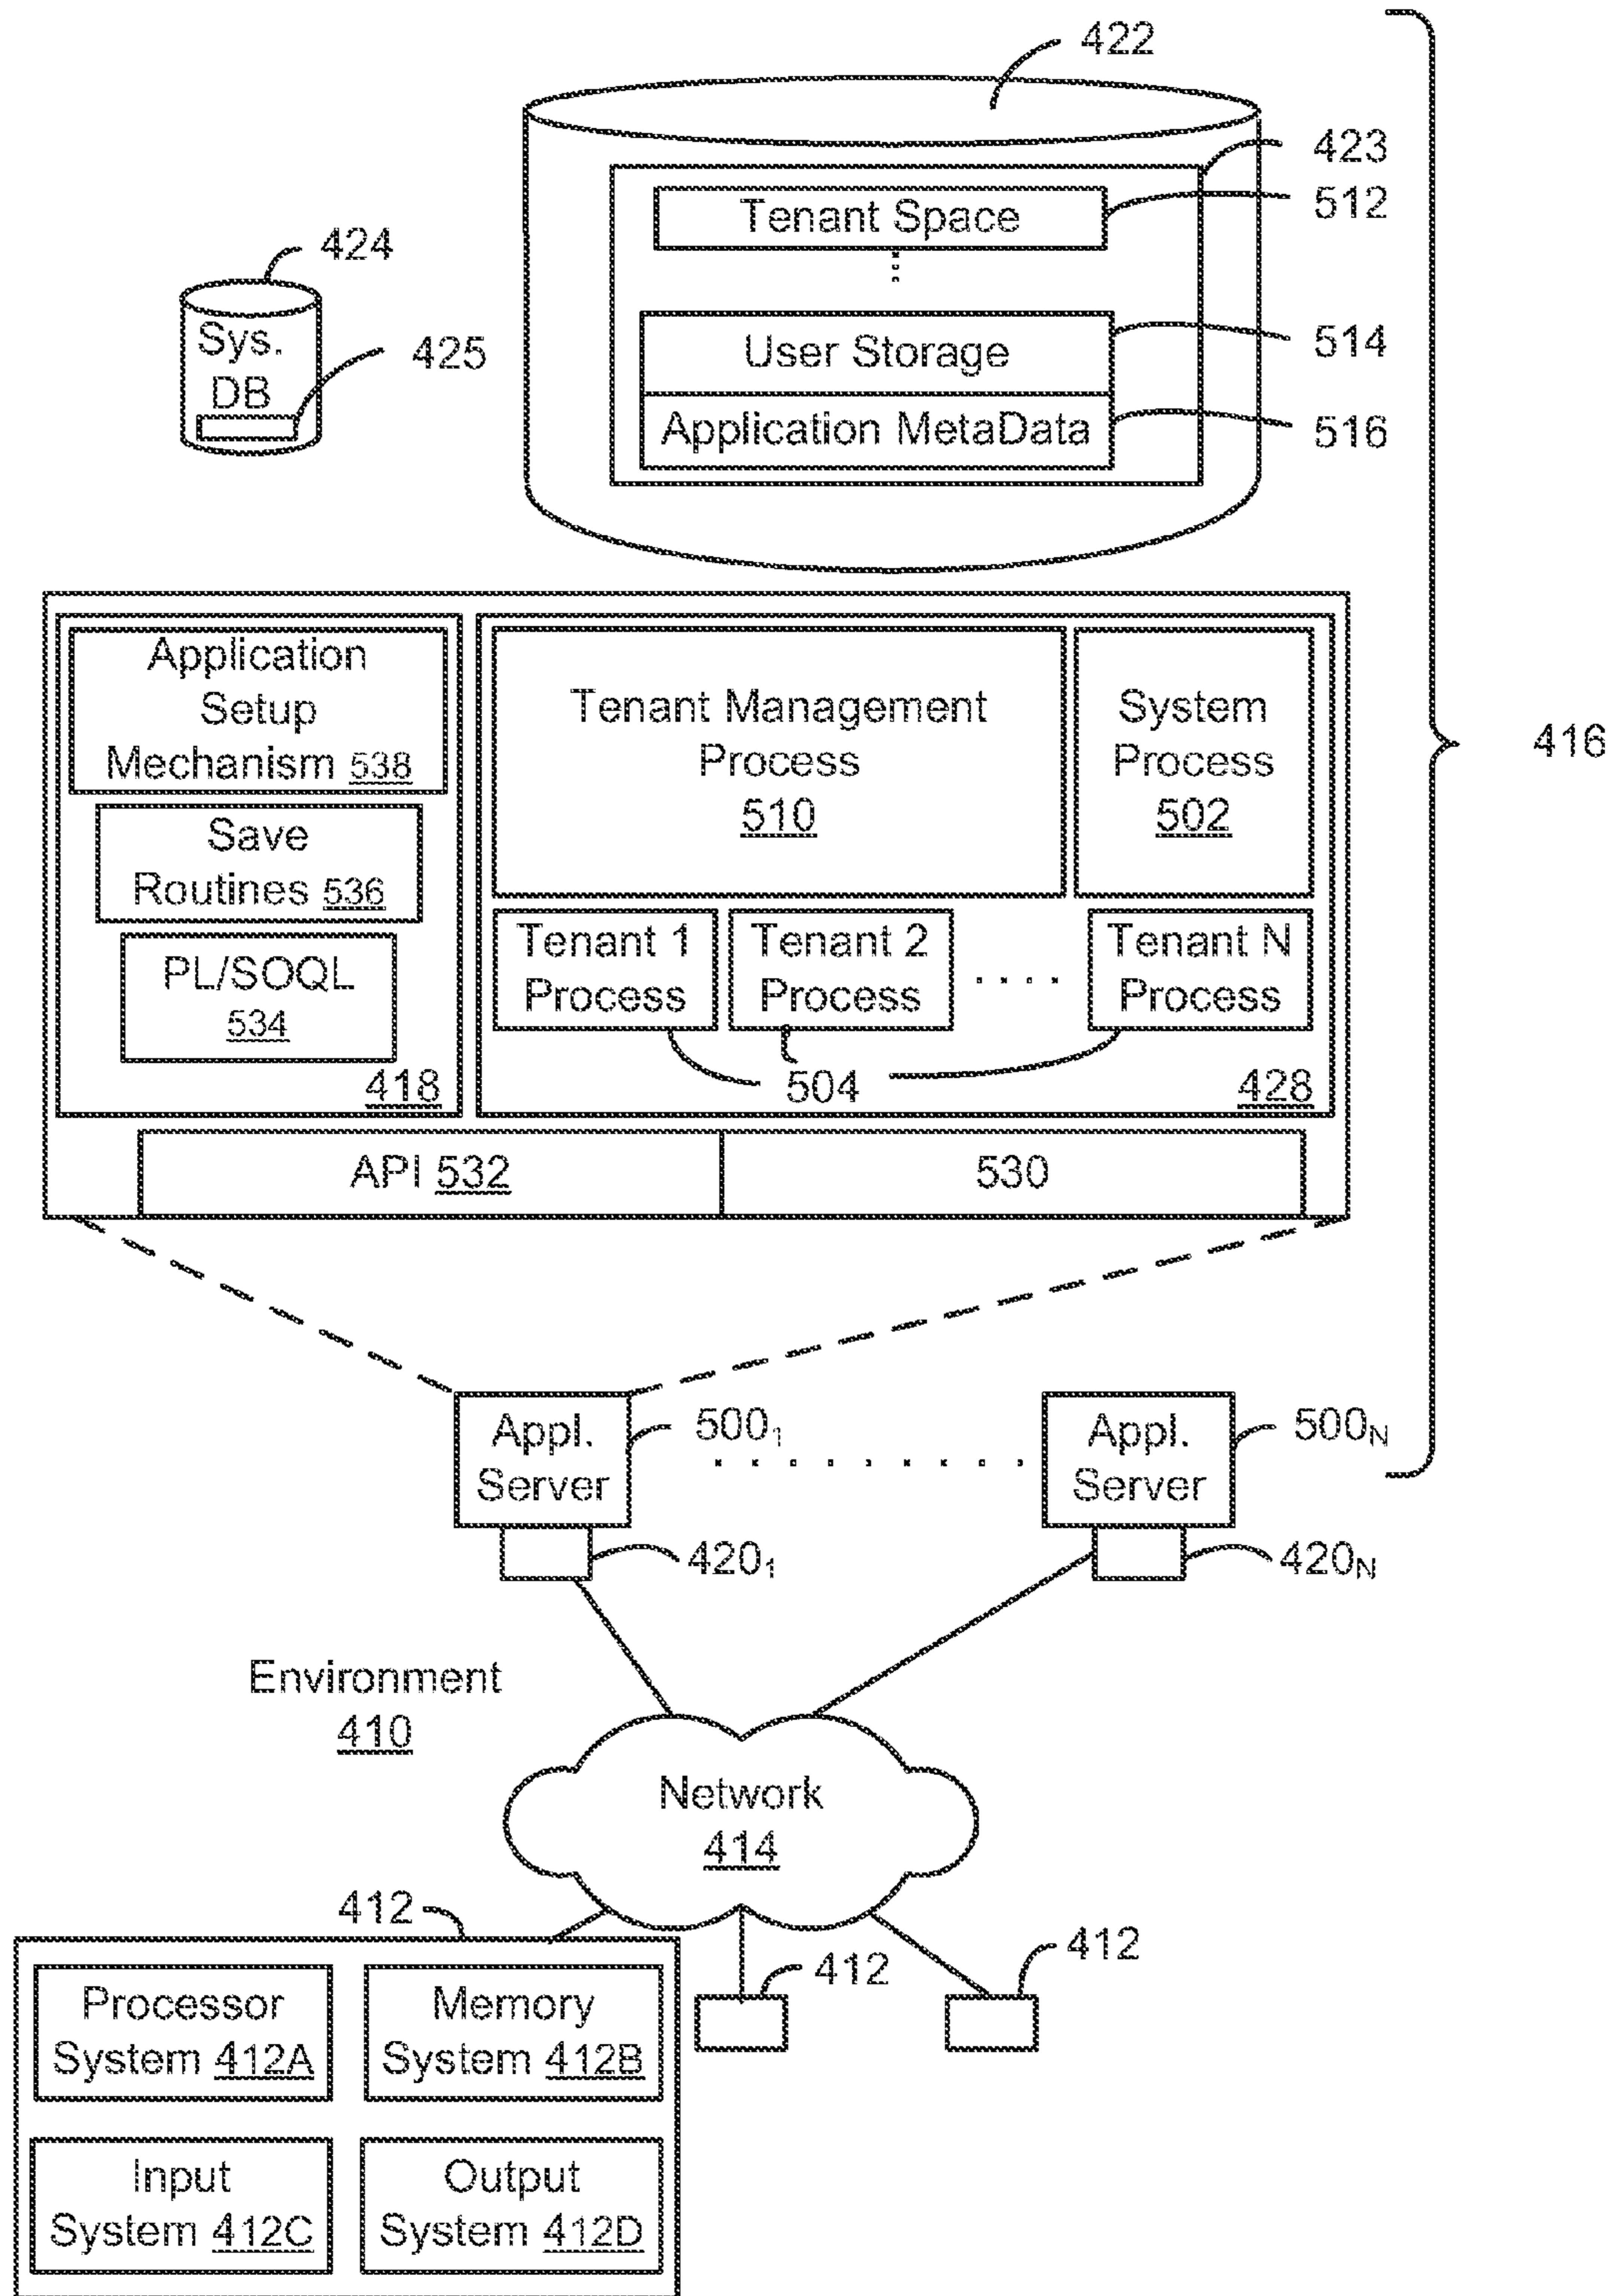 422
423
Tenant Space
512
424
Sys.
DB
425
User Storage
514
Application MetaData
516
416
Application
Setup
Mechanism 538
Save
Routines 536
PL/SOQL
534
418
Tenant Management
Process
510
System
Process
502
Tenant 1
Process
Tenant 2
Process
Tenant N
Process
504
428
API 532
530
Appl.
Server
500₁
Appl.
Server
500N
420₁
420N
Environment
410
Network
414
412
412
412
Processor
System 412A
Memory
System 412B
Input
System 412C
Output
System 412D